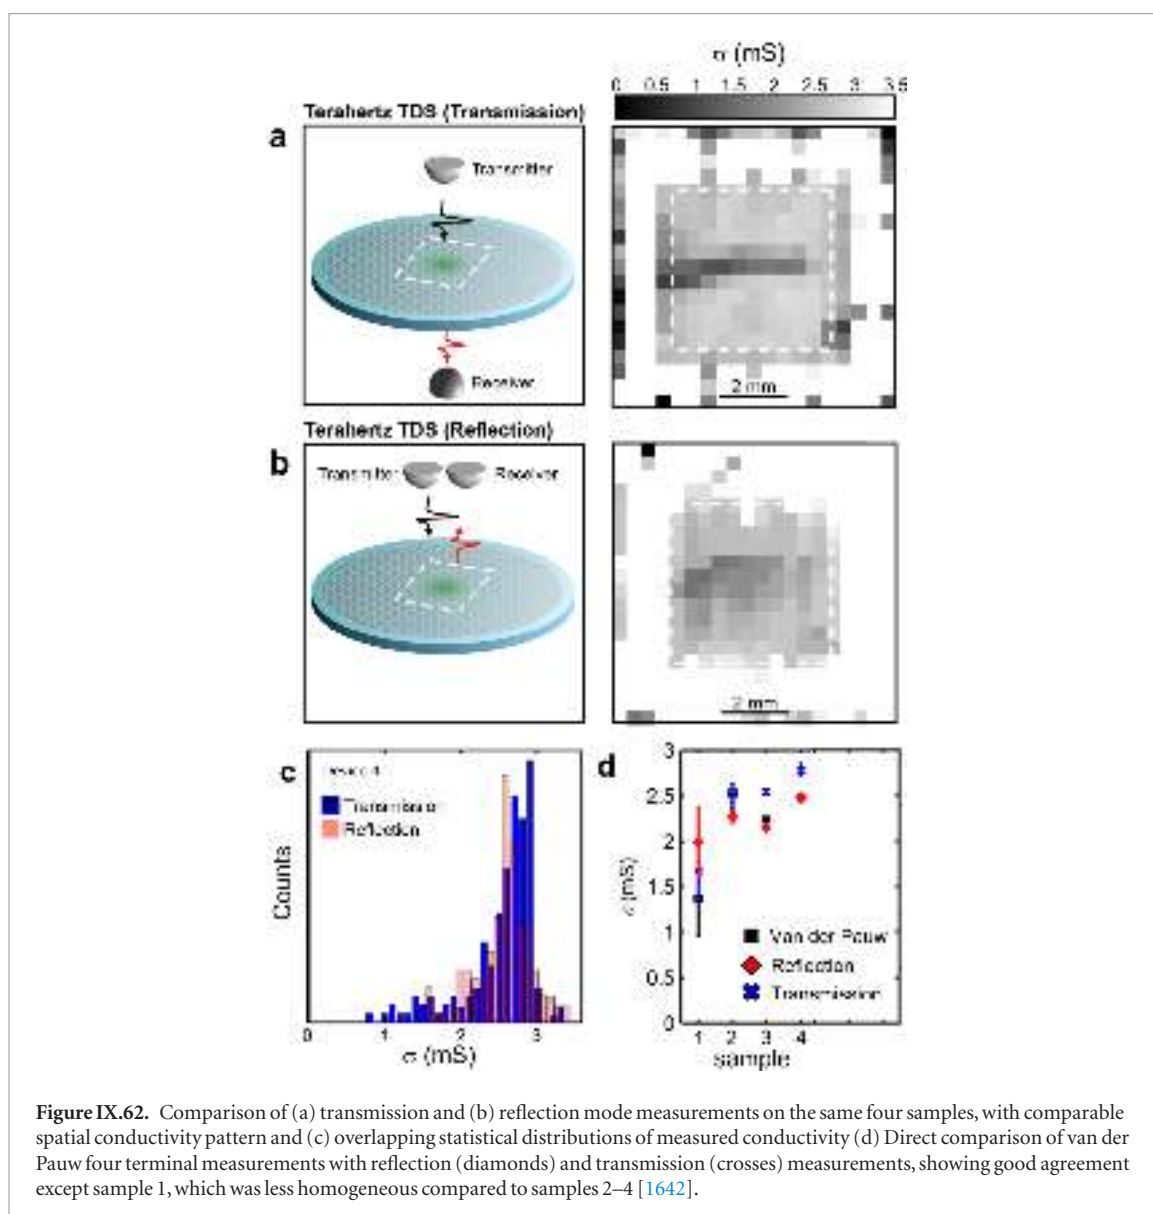 σ (mS)
0 0.5 1 1.5 2 2.5 3 3.5
Terahertz TDS (Transmission)
a
Transmitter
Receiver
2 mm
Terahertz TDS (Reflection)
b
Transmitter
Receiver
2 mm
c
Transmission
Reflection
Counts
0 1 2 3
σ (mS)
d
3
2.5
2
1.5
1
0.5
0
σ (mS)
Van der Pauw
Reflection
Transmission
1 2 3 4
sample
Figure IX.62. Comparison of (a) transmission and (b) reflection mode measurements on the same four samples, with comparable
spatial conductivity pattern and (c) overlapping statistical distributions of measured conductivity (d) Direct comparison of van der
Pauw four terminal measurements with reflection (diamonds) and transmission (crosses) measurements, showing good agreement
except sample 1, which was less homogeneous compared to samples 2–4 [1642].